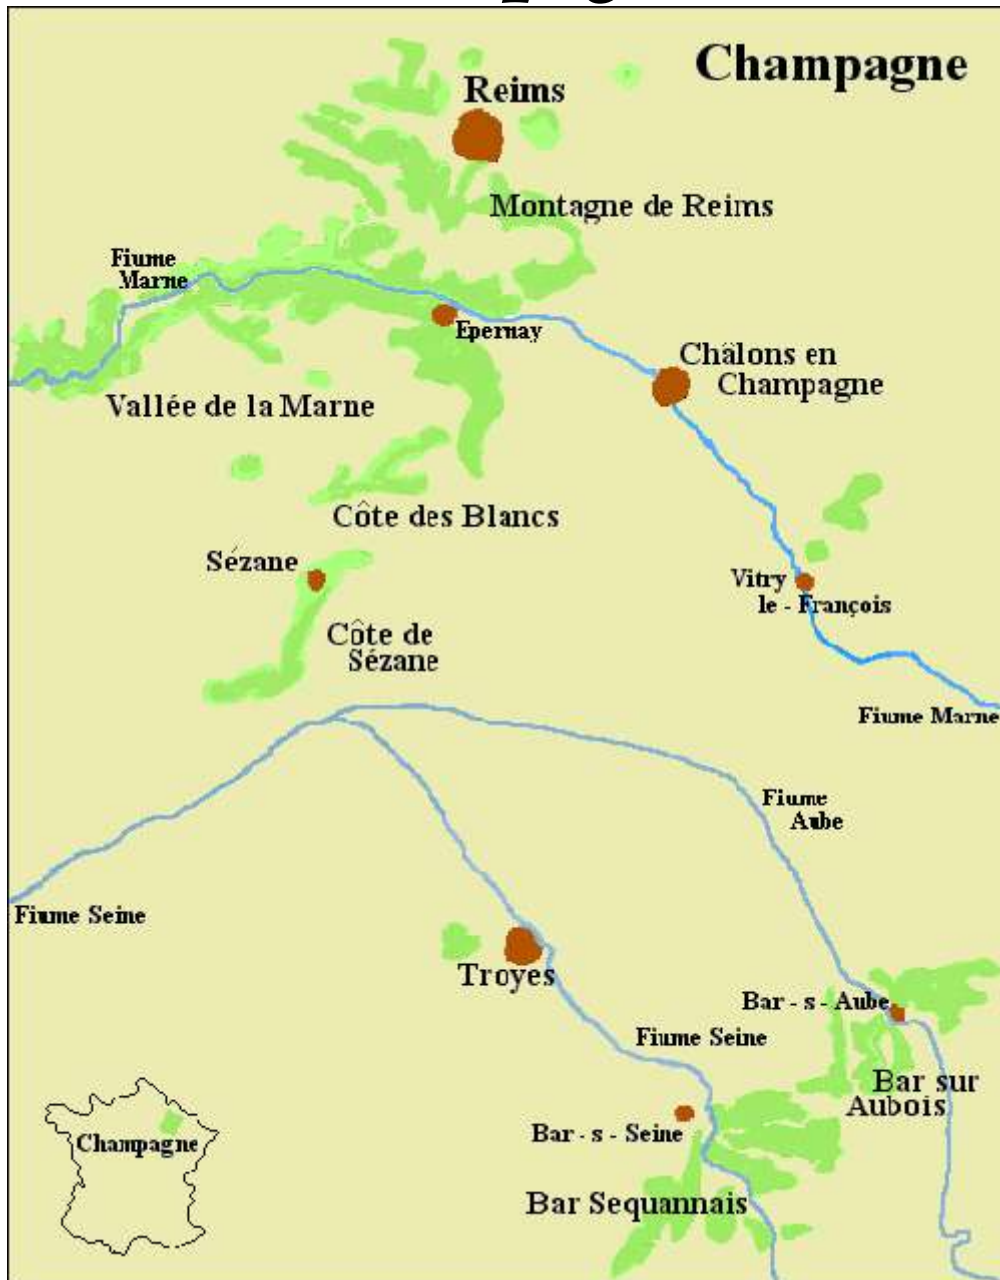 Champagne
Reims
Montagne de Reims
Fiume
Marne
Epernay
Châlons en
Champagne
Vallée de la Marne
Côte des Blancs
Sézane
Vitry
le - François
Côte de
Sézane
Fiume Marne
Fiume
Aube
Fiume Seine
Troyes
Bar - s - Aube
Fiume Seine
Bar sur
Aubois
Bar - s - Seine
Champagne
Bar Sequannais